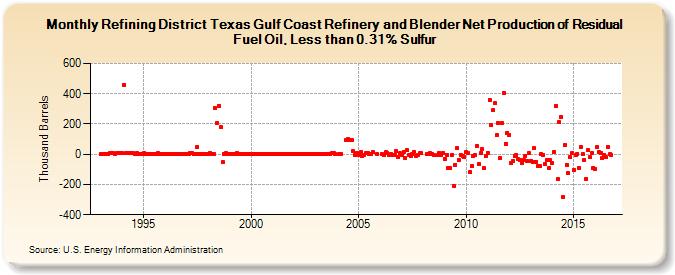 Monthly Refining District Texas Gulf Coast Refinery and Blender Net Production of Residual
Fuel Oil, Less than 0.31% Sulfur
Thousand Barrels
600
400
200
0
-200
-400
1995
2000
2005
2010
2015
Source: U.S. Energy Information Administration